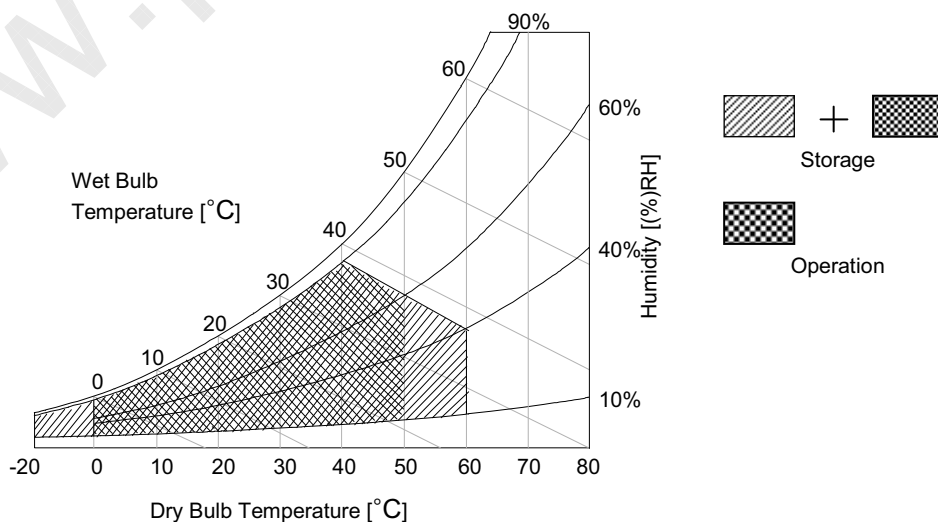 90%
60
60%
50
Wet Bulb
Temperature [°C]
Storage
40
40%
Humidity [(%)RH]
Operation
30
20
10
0
10%
-20 0 10 20 30 40 50 60 70 80
Dry Bulb Temperature [°C]